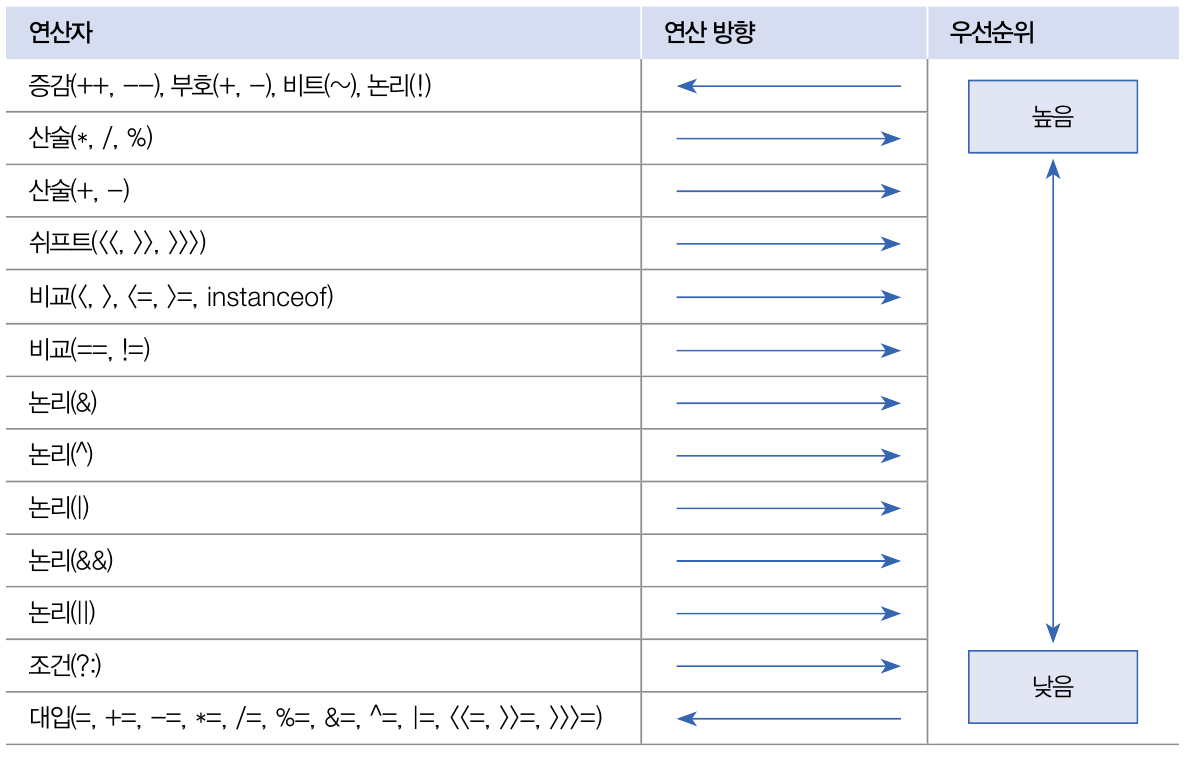 연산자 연산 방향 우선순위
증감(++, --), 부호(+, -), 비트(~), 논리(!)
높음
산술(*, /, %)
산술(+, -)
쉬프트(<<, >>, >>>)
비교(<, >, <=, >=, instanceof)
비교(==, !=)
논리(&)
논리(^)
논리(|)
논리(&&)
논리(||)
조건(?:)
낮음
대입(=, +=, -=, *=, /=, %=, &=, ^=, |=, <<=, >>=, >>>=)